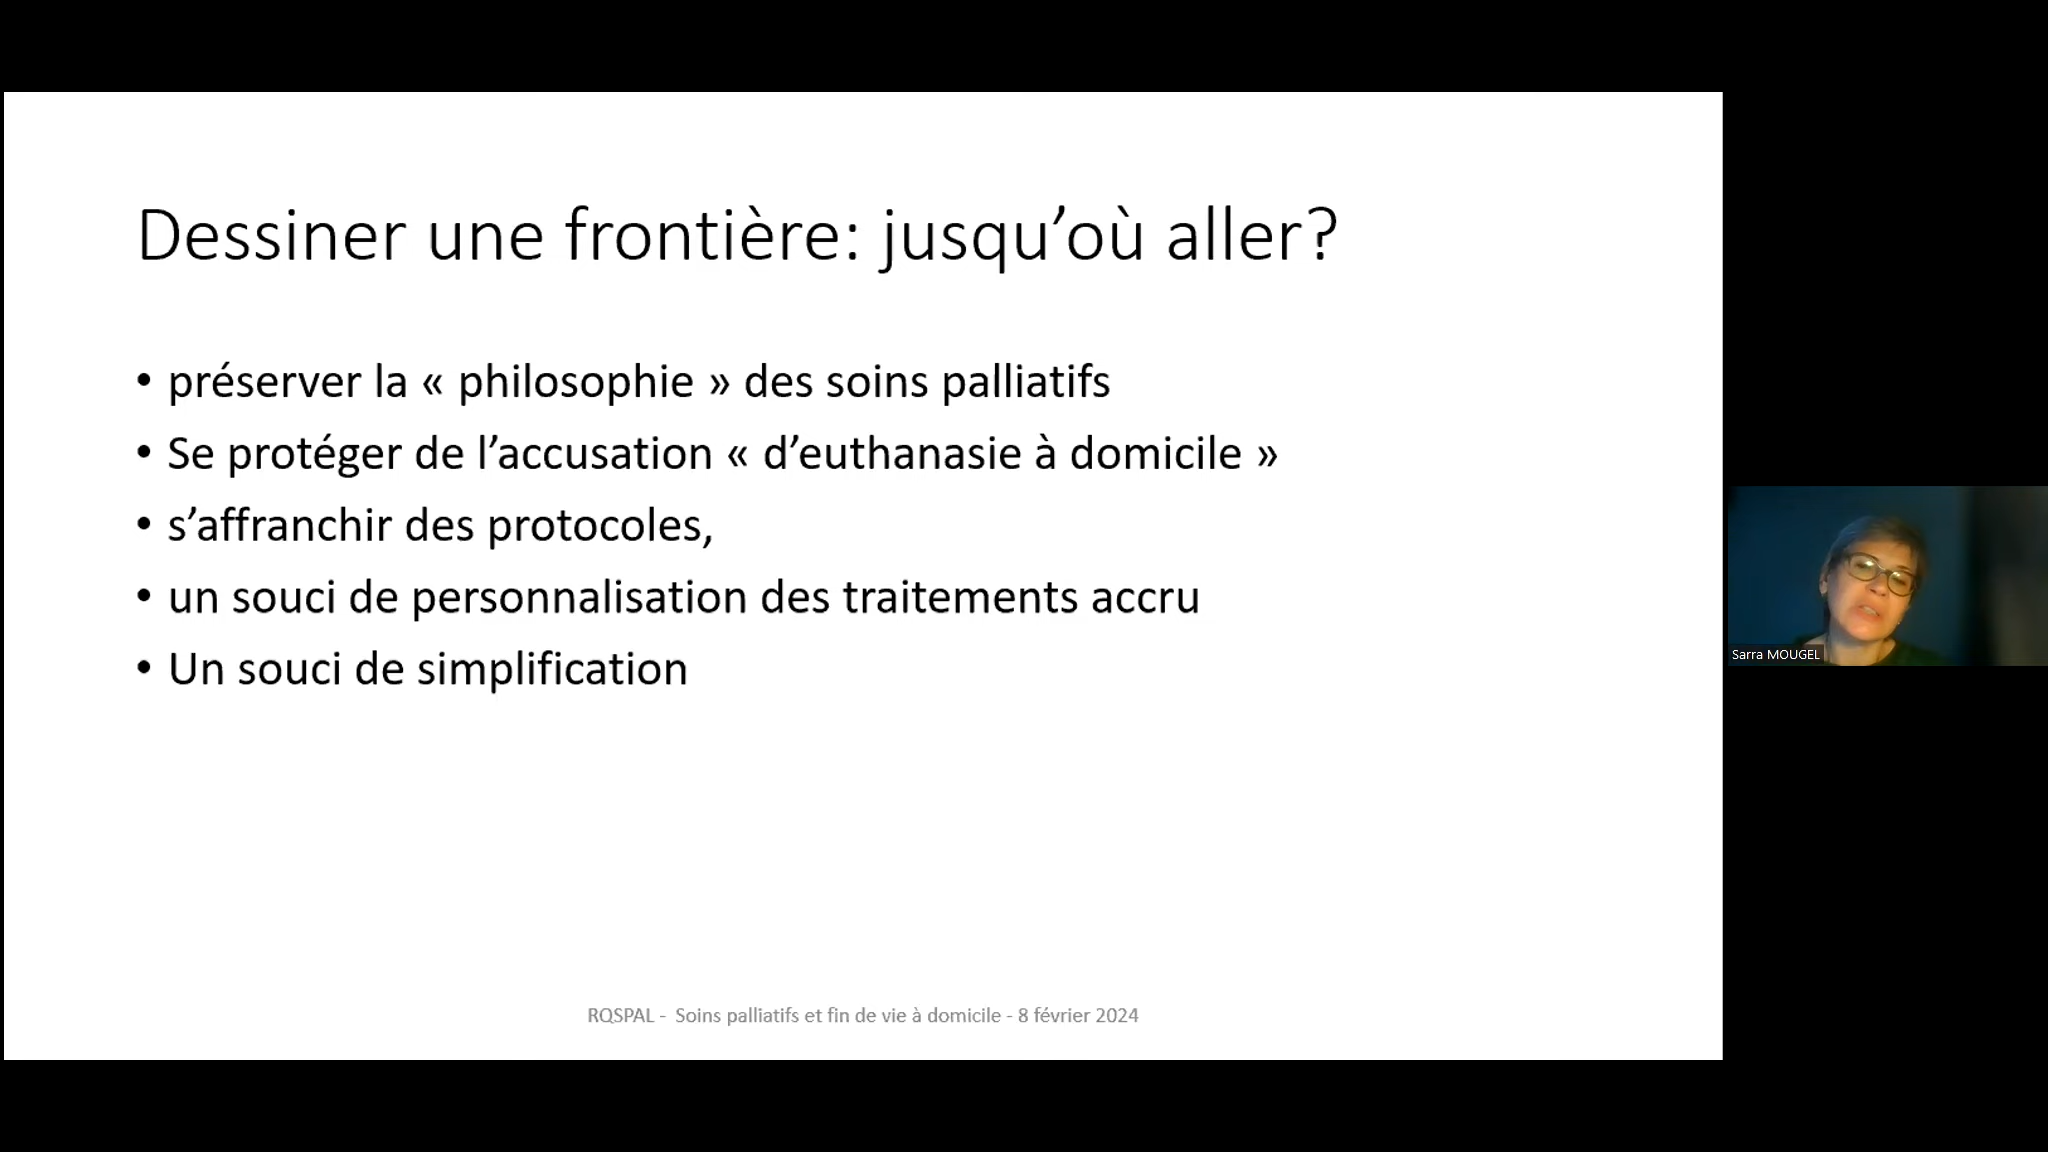 Dessiner une frontière: jusqu’où aller?
• préserver la « philosophie » des soins palliatifs
• Se protéger de l’accusation « d’euthanasie à domicile »
• s’affranchir des protocoles,
• un souci de personnalisation des traitements accru
• Un souci de simplification
Sarra MOUGEL
RQSPAL - Soins palliatifs et fin de vie à domicile - 8 février 2024